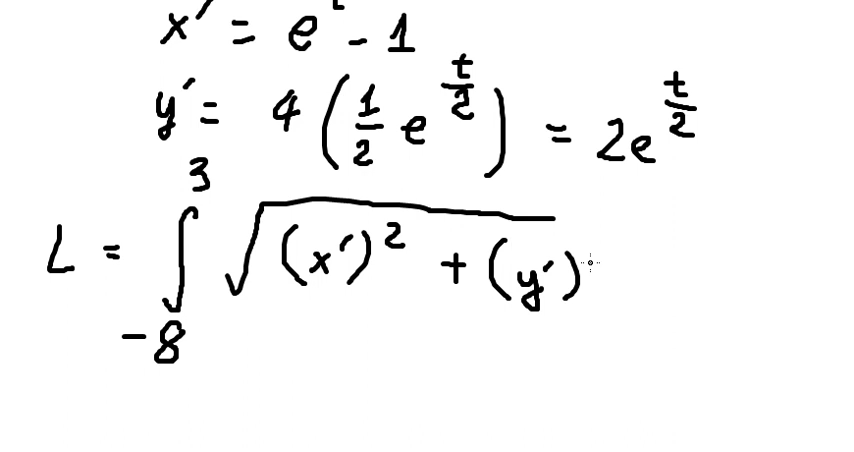 x' = e^t - 1
y' = 4 (1/2 e^(t/2)) = 2e^(t/2)
L = ∫_{-8}^{3} √((x')^2 + (y')